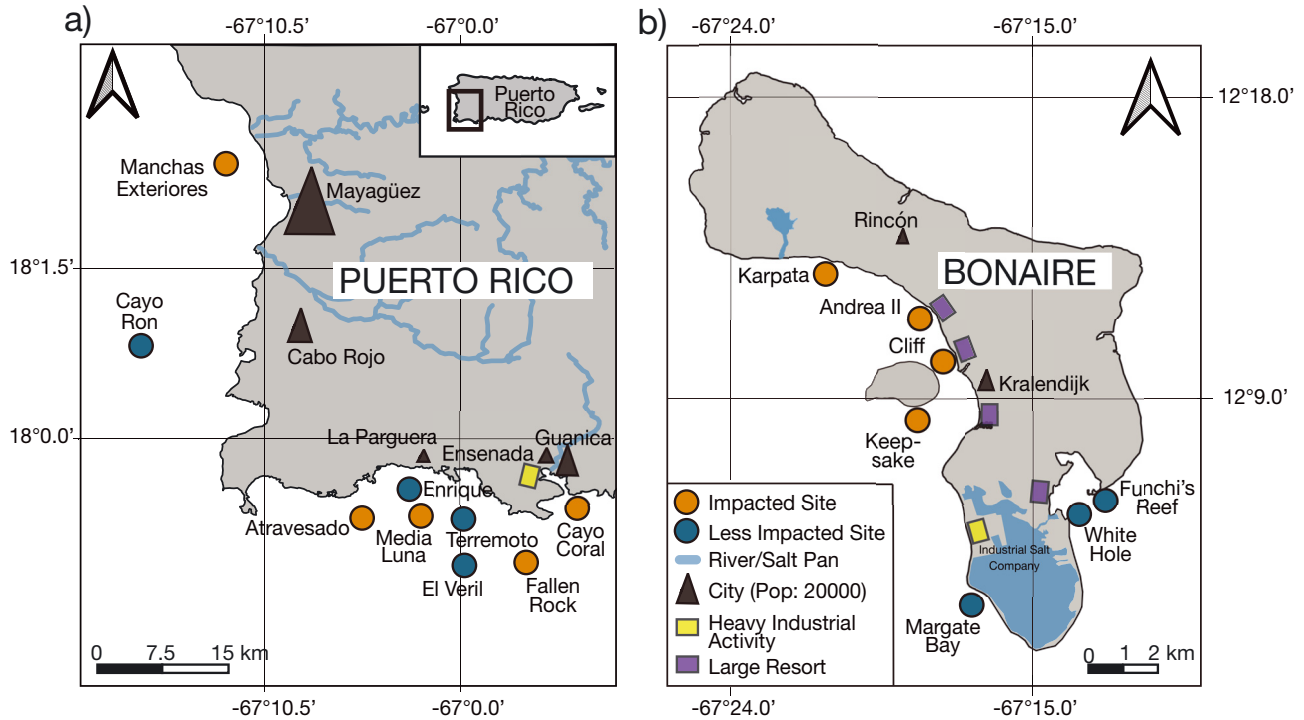 a)
-67°10.5'
-67°0.0'
Puerto
Rico
Manchas
Exteriores
Mayagüez
18°1.5'
PUERTO RICO
Cayo
Ron
Cabo Rojo
18°0.0'
La Parguera
Ensenada
Guanica
Enrique
Atravesado
Media
Luna
Terremoto
Cayo
Coral
El Veril
Fallen
Rock
0 7.5 15 km
-67°10.5'
-67°0.0'
b)
-67°24.0'
-67°15.0'
12°18.0'
Rincón
Karpata
BONAIRE
Andrea II
Cliff
Kralendijk
12°9.0'
Keep-
sake
Funchi's
Reef
White
Hole
Industrial Salt
Company
Margate
Bay
Impacted Site
Less Impacted Site
River/Salt Pan
City (Pop: 20000)
Heavy Industrial
Activity
Large Resort
0 1 2 km
-67°24.0'
-67°15.0'